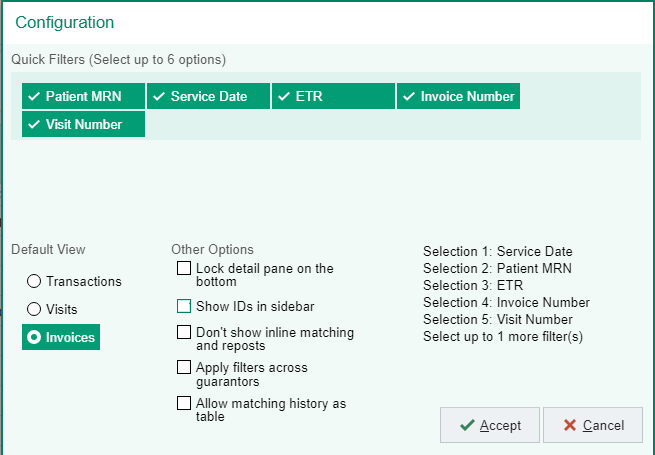 Configuration
Quick Filters (Select up to 6 options)
Patient MRN
Service Date
ETR
Invoice Number
Visit Number
Default View
Transactions
Visits
Invoices
Other Options
Lock detail pane on the
bottom
Show IDs in sidebar
Don't show inline matching
and reposts
Apply filters across
guarantors
Allow matching history as
table
Selection 1: Service Date
Selection 2: Patient MRN
Selection 3: ETR
Selection 4: Invoice Number
Selection 5: Visit Number
Select up to 1 more filter(s)
Accept
Cancel